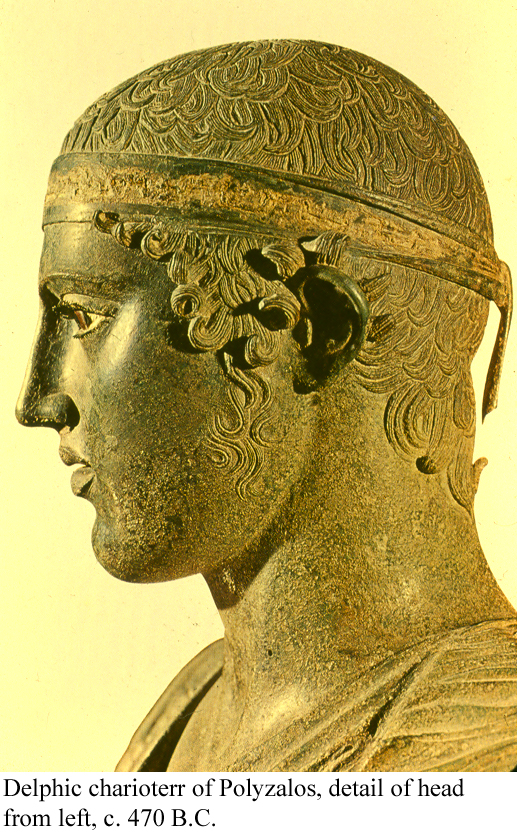 Delphic charioterr of Polyzalos, detail of head
from left, c. 470 B.C.